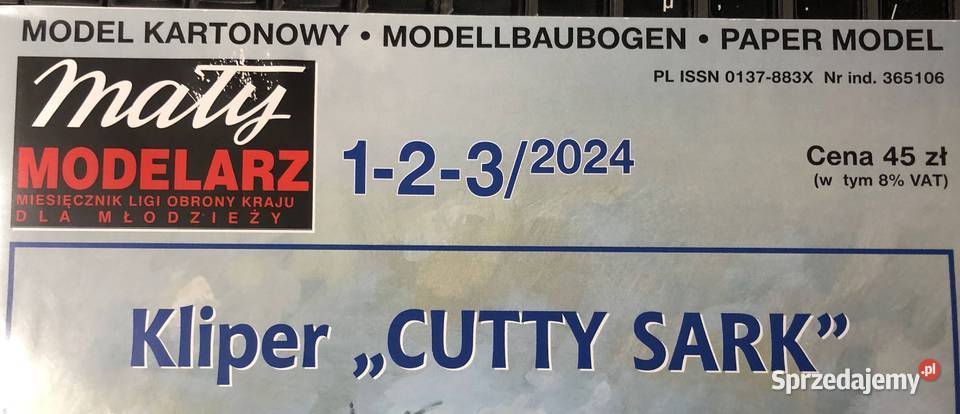 MODEL KARTONOWY • MODELLBAUBOGEN • PAPER MODEL
PL ISSN 0137-883X Nr ind. 365106
Mały
MODELARZ
MIESIĘCZNIK LIGI OBRONY KRAJU
DLA MŁODZIEŻY
1-2-3/2024
Cena 45 zł
(w tym 8% VAT)
Kliper „CUTTY SARK”
Sprzedajemy.pl